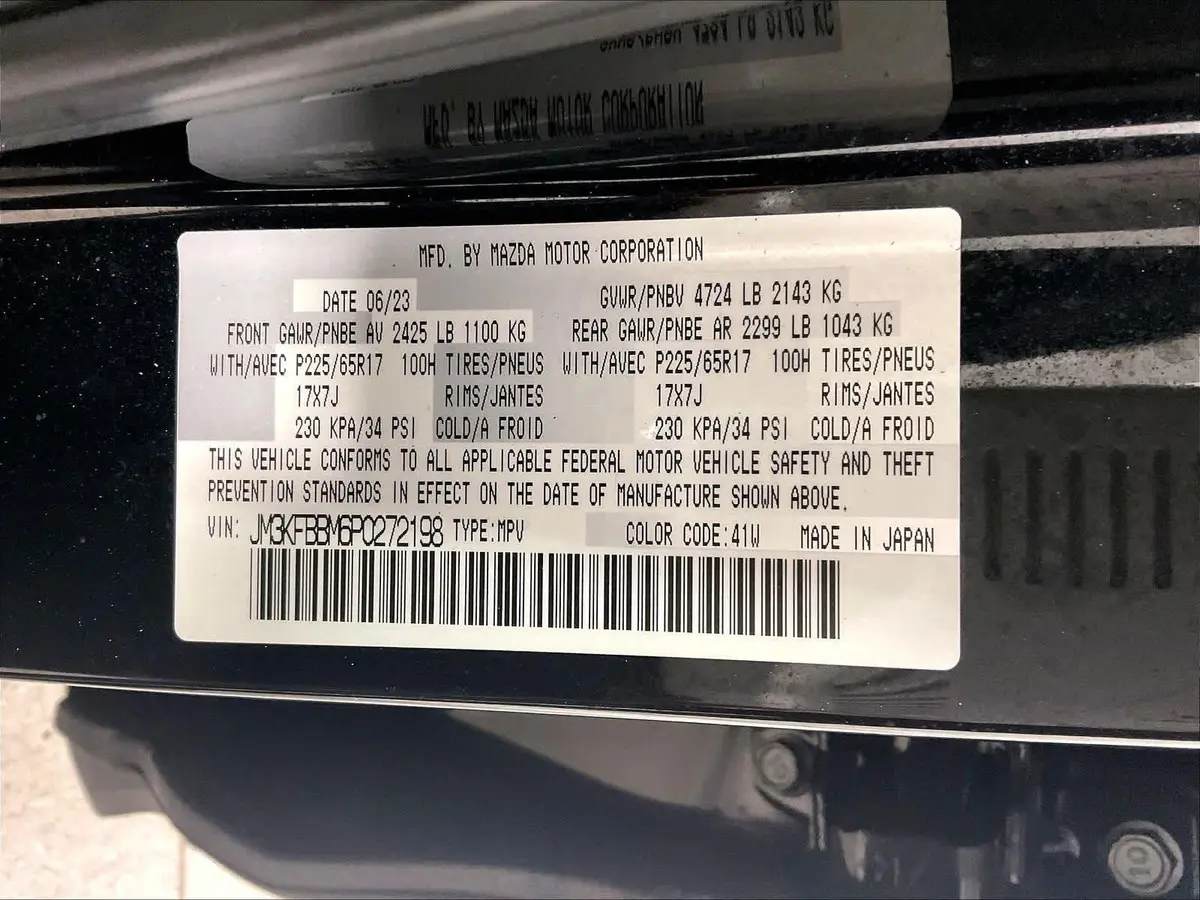 MFD. BY MAZDA MOTOR CORPORATION
DATE 06/23 GVWR/PNBV 4724 LB 2143 KG
FRONT GAWR/PNBE AV 2425 LB 1100 KG REAR GAWR/PNBE AR 2299 LB 1043 KG
WITH/AVEC P225/65R17 100H TIRES/PNEUS WITH/AVEC P225/65R17 100H TIRES/PNEUS
17X7J RIMS/JANTES 17X7J RIMS/JANTES
230 KPA/34 PSI COLD/A FROID 230 KPA/34 PSI COLD/A FROID
THIS VEHICLE CONFORMS TO ALL APPLICABLE FEDERAL MOTOR VEHICLE SAFETY AND THEFT
PREVENTION STANDARDS IN EFFECT ON THE DATE OF MANUFACTURE SHOWN ABOVE.
VIN: JM3KFBBM6P0272198 TYPE:MPV COLOR CODE:41W MADE IN JAPAN
10